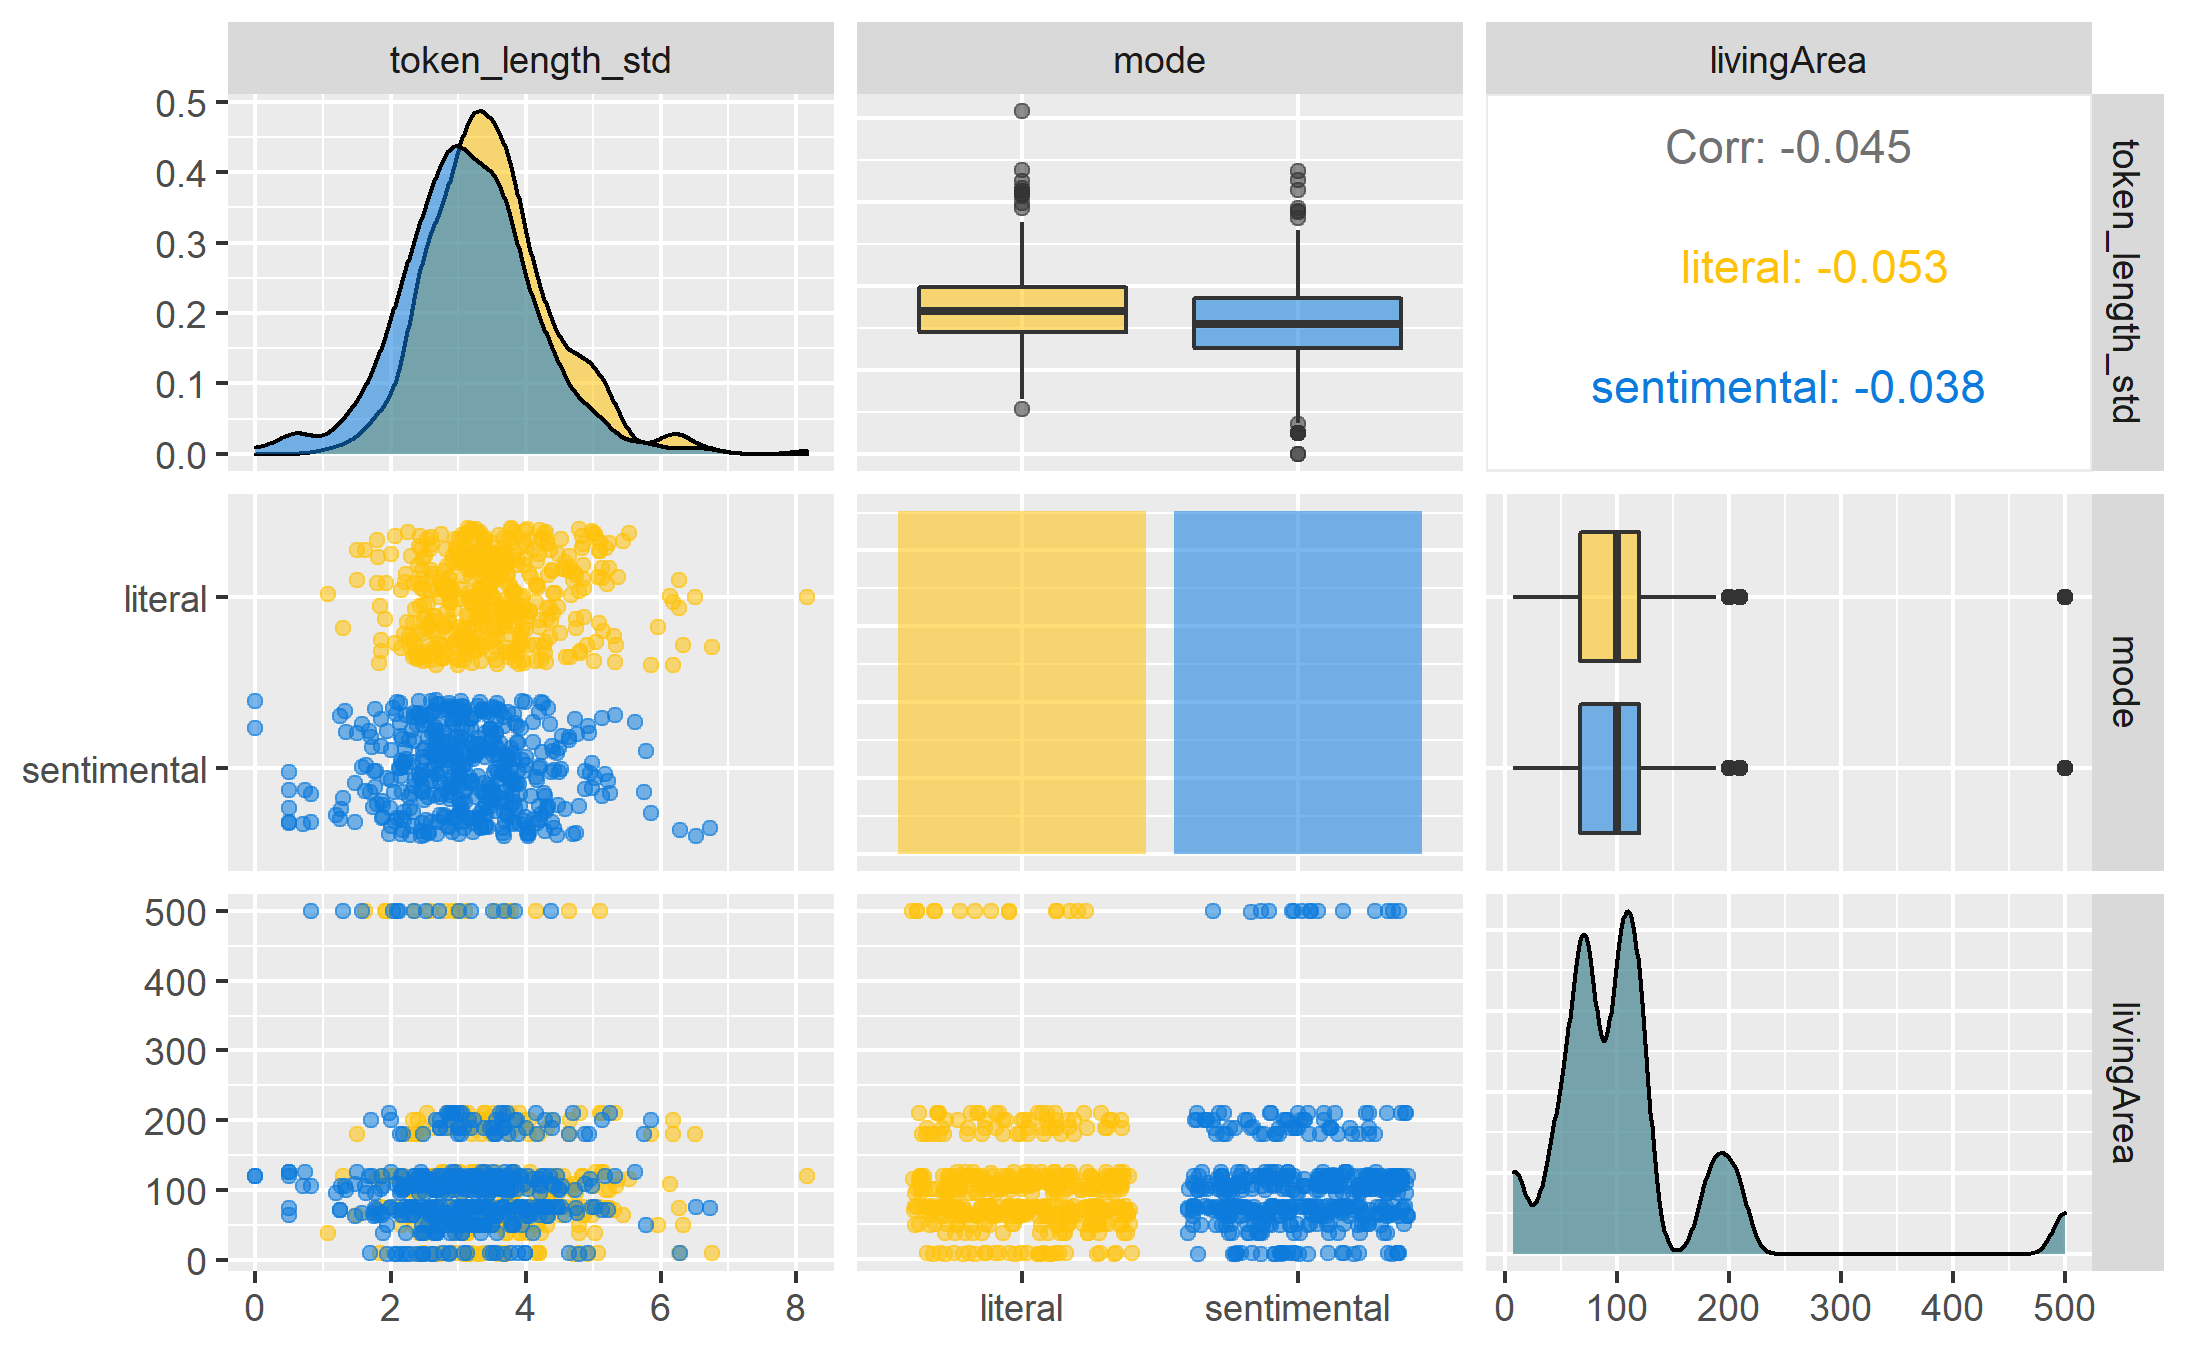 token_length_std
mode
livingArea
0.5
0.4
0.3
0.2
0.1
0.0
Corr: -0.045
literal: -0.053
sentimental: -0.038
token_length_std
literal
sentimental
mode
500
400
300
200
100
0
livingArea
0 2 4 6 8
literal sentimental
0 100 200 300 400 500